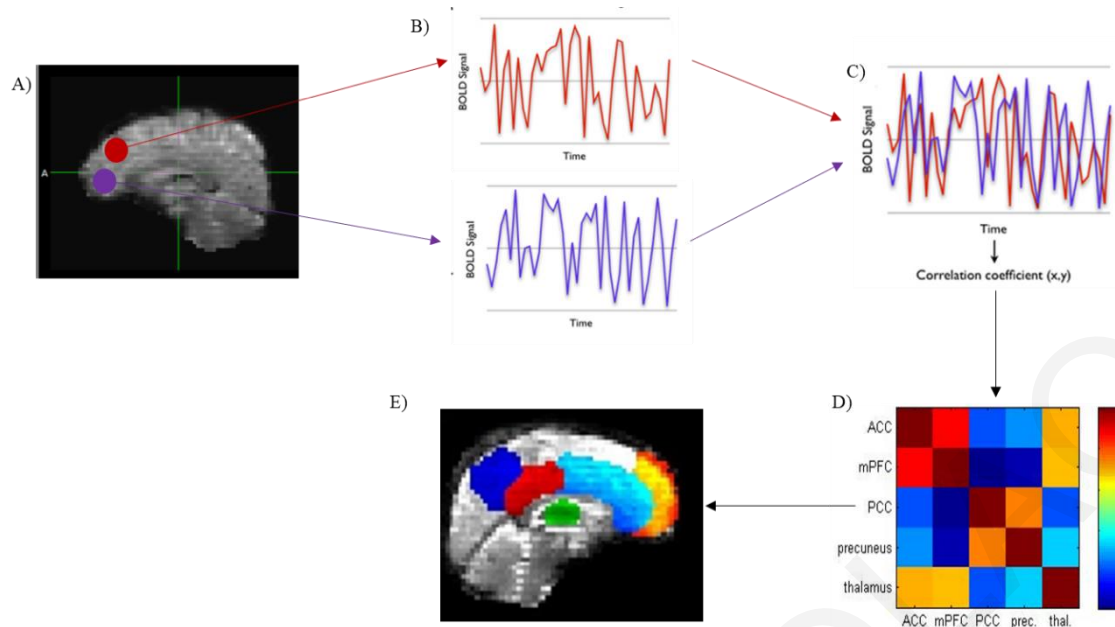 A)
A
B)
BOLD Signal
Time
BOLD Signal
Time
C)
BOLD Signal
Time
Correlation coefficient (x,y)
D)
ACC
mPFC
PCC
precuneus
thalamus
ACC mPFC PCC prec. thal.
E)